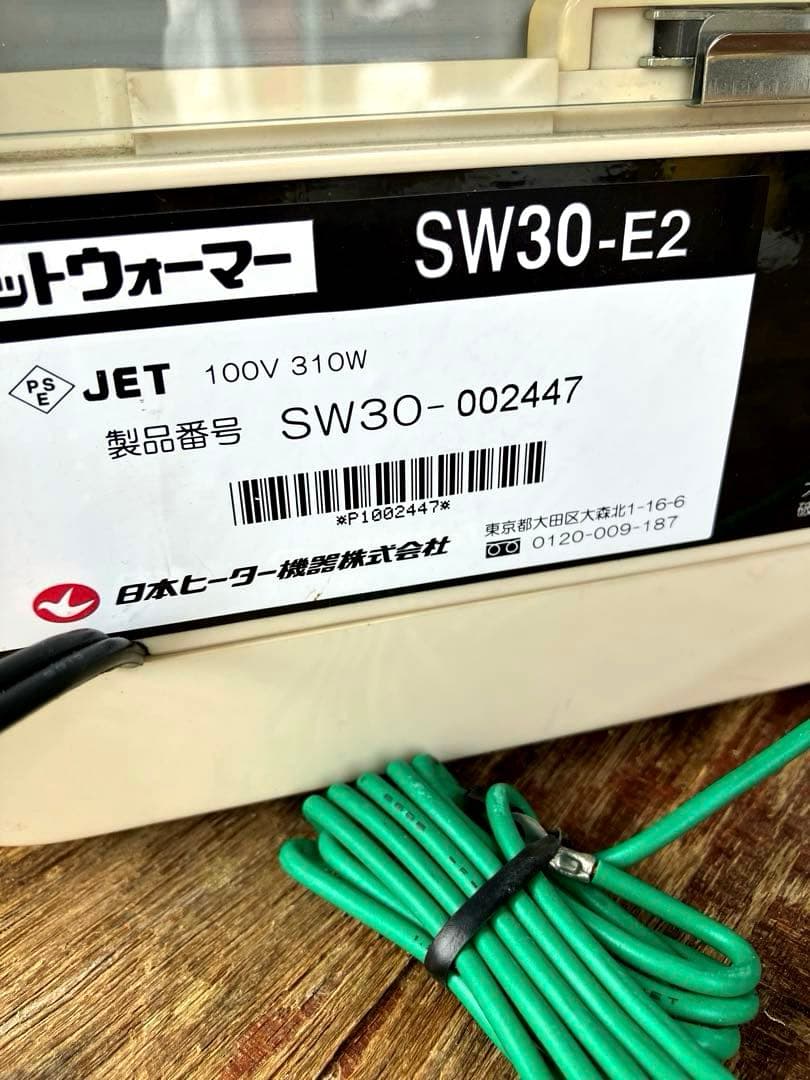 ットウォーマー
SW30-E2
PSE JET 100V 310W
製品番号 SW30-002447
*P1002447*
東京都大田区大森北1-16-6
0120-009-187
日本ヒーター機器株式会社